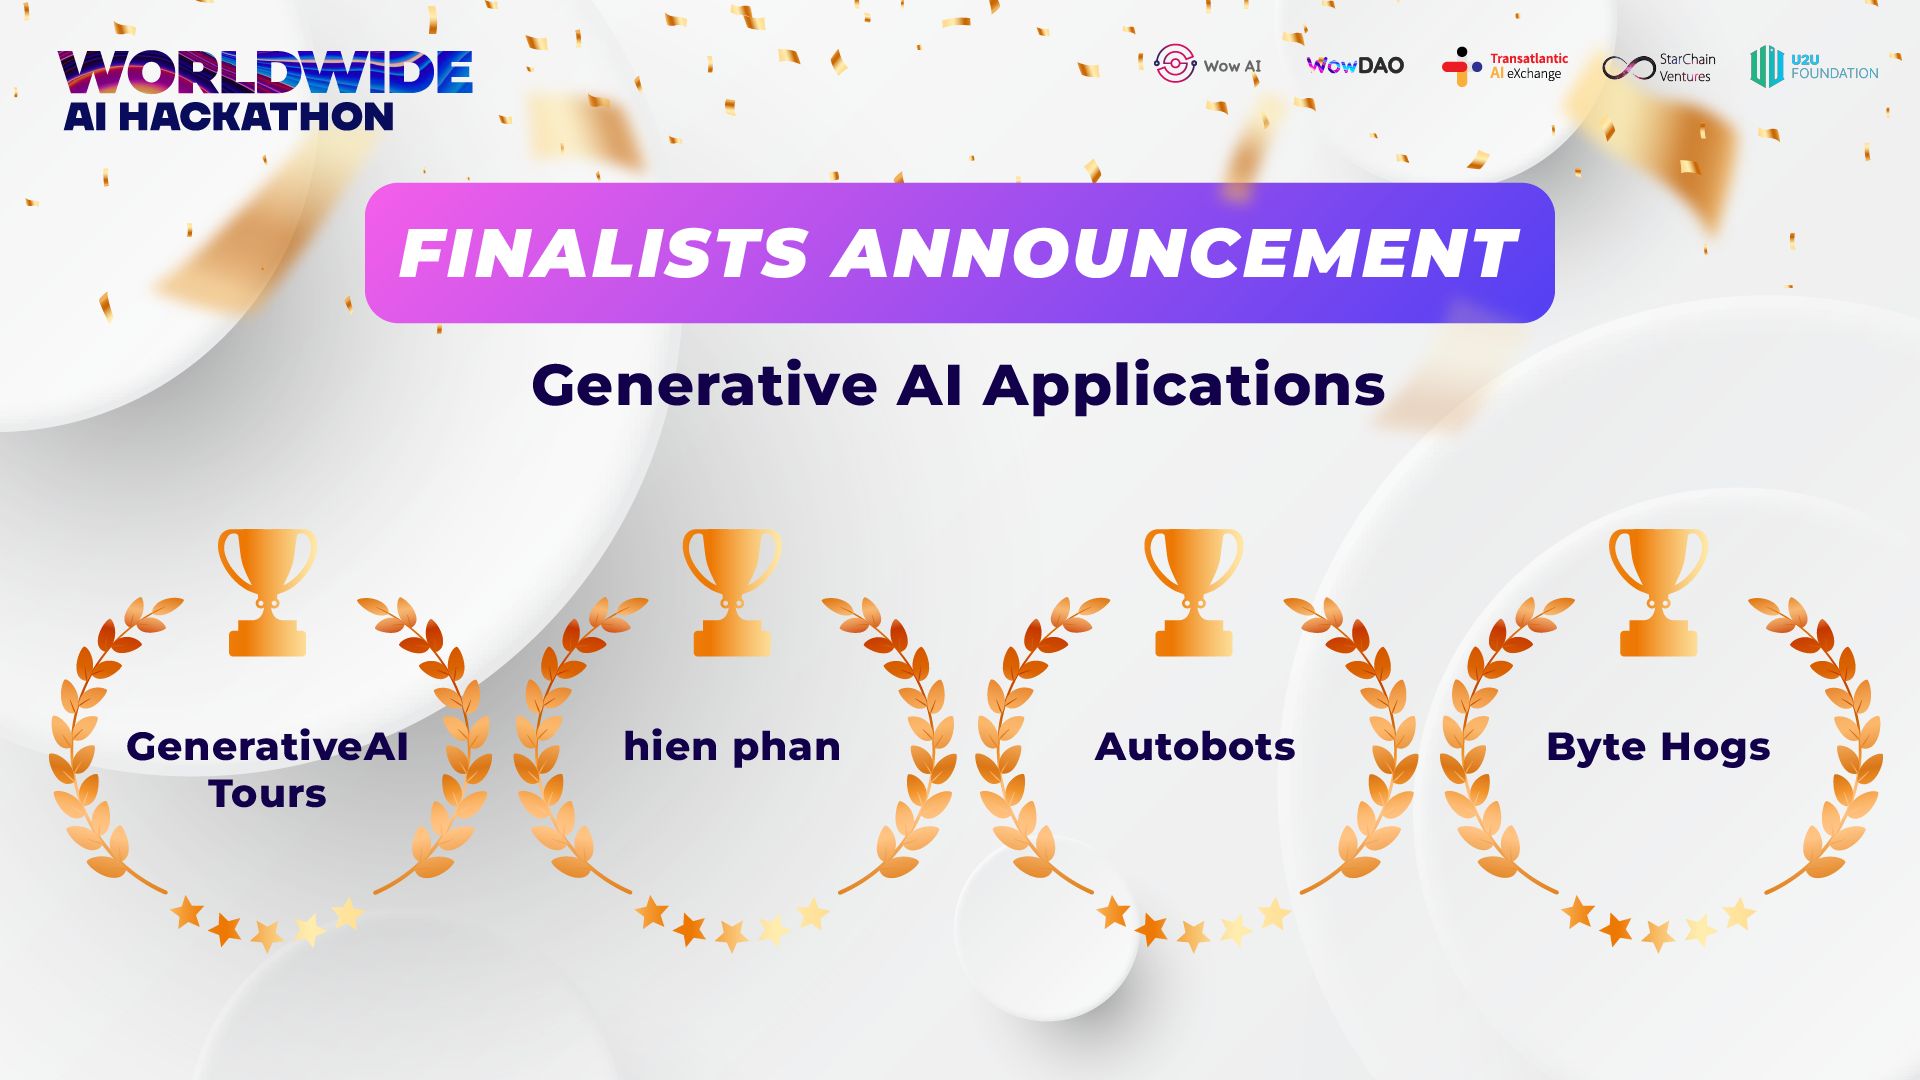 WORLDWIDE
AI HACKATHON
Wow AI
WowDAO
Transatlantic
AI eXchange
StarChain
Ventures
U2U
FOUNDATION
FINALISTS ANNOUNCEMENT
Generative AI Applications
GenerativeAI
Tours
hien phan
Autobots
Byte Hogs